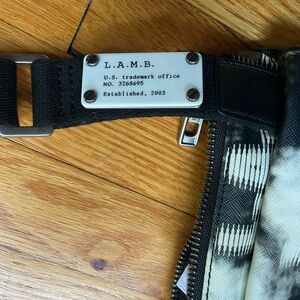 L.A.M.B.
U.S. trademark office
NO. 3268695
Established, 2003